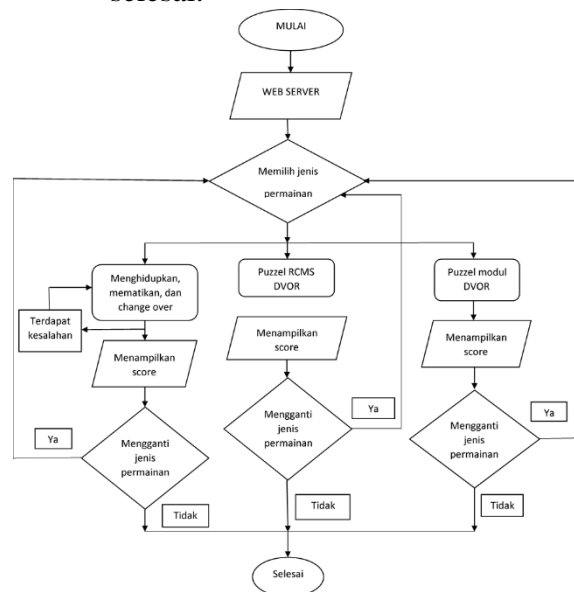 selesai.
MULAI
WEB SERVER
Memilih jenis
permainan
Menghidupkan,
mematikan, dan
change over
Puzzel RCMS
DVOR
Puzzel modul
DVOR
Terdapat
kesalahan
Menampilkan
score
Menampilkan
score
Menampilkan
score
Ya
Mengganti
jenis
permainan
Mengganti
jenis
permainan
Ya
Mengganti
jenis
permainan
Ya
Tidak
Tidak
Tidak
Selesai